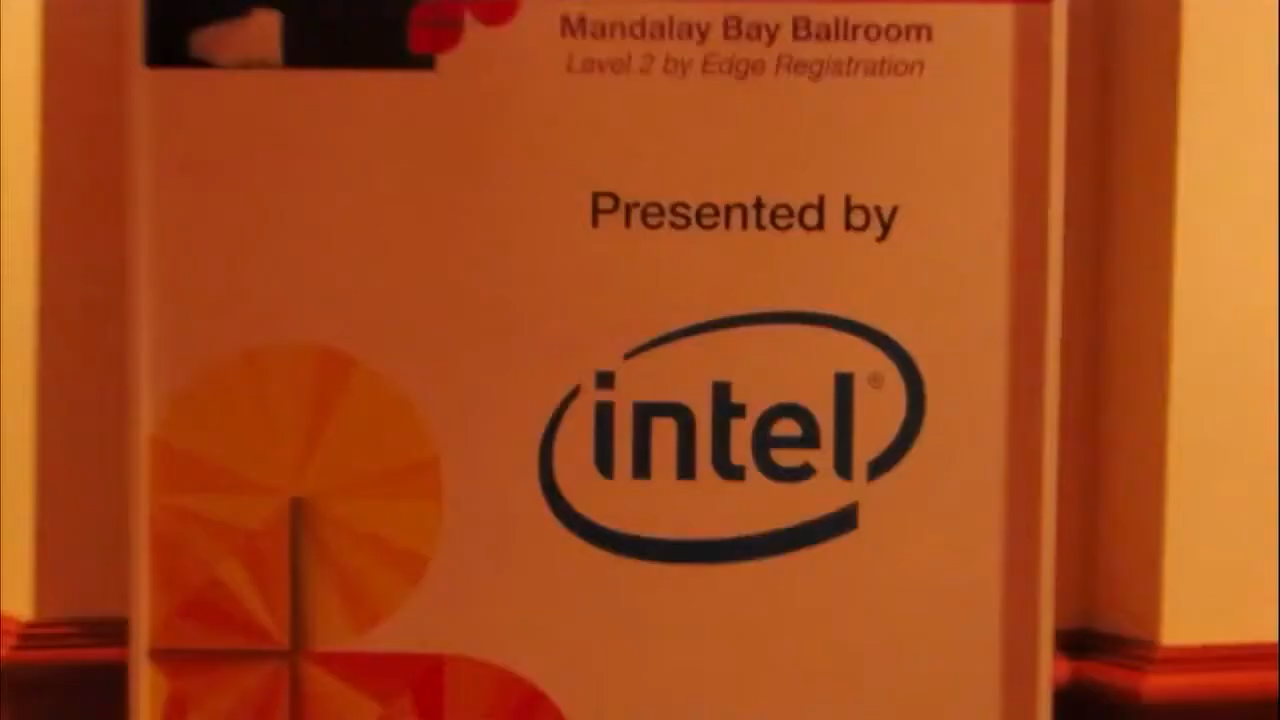 Mandalay Bay Ballroom
Level 2 by Edge Registration
Presented by
intel®